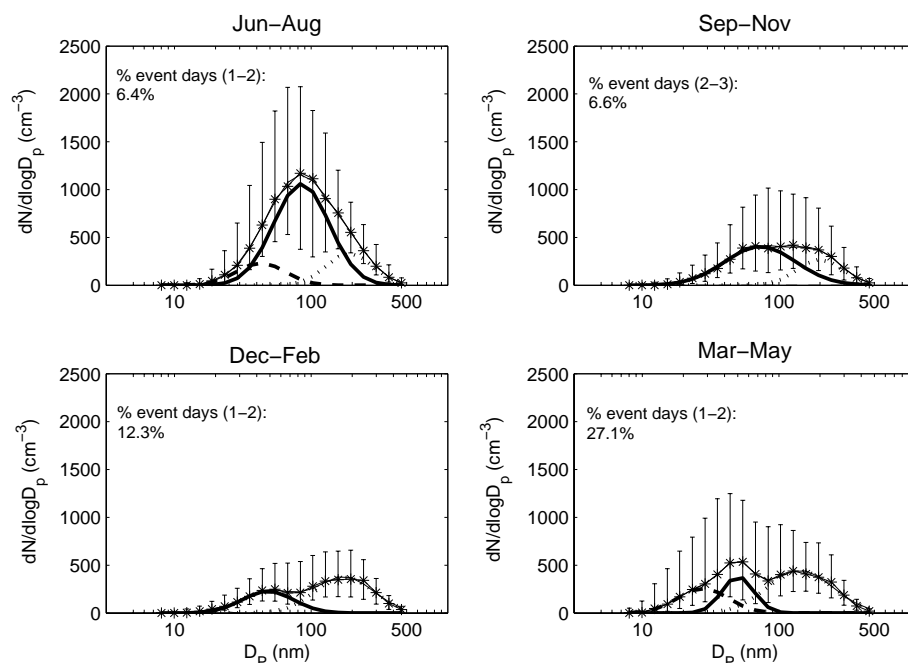 Jun−Aug
2500
2000
1500
1000
500
0
dN/dlogD_p (cm^−3)
% event days (1−2):
6.4%
10
100
500
Sep−Nov
2500
2000
1500
1000
500
0
dN/dlogD_p (cm^−3)
% event days (2−3):
6.6%
10
100
500
Dec−Feb
2500
2000
1500
1000
500
0
dN/dlogD_p (cm^−3)
% event days (1−2):
12.3%
10
100
500
D_p (nm)
Mar−May
2500
2000
1500
1000
500
0
dN/dlogD_p (cm^−3)
% event days (1−2):
27.1%
10
100
500
D_p (nm)